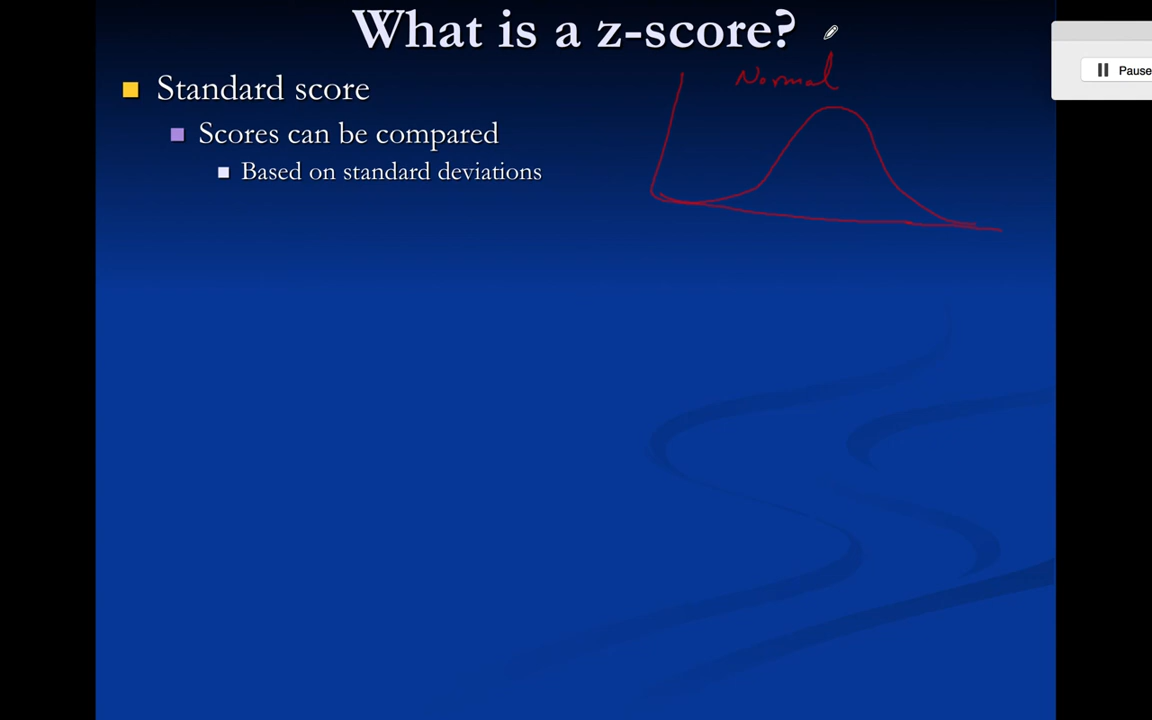 What is a z-score?
Normal
Standard score
Scores can be compared
Based on standard deviations
Pause